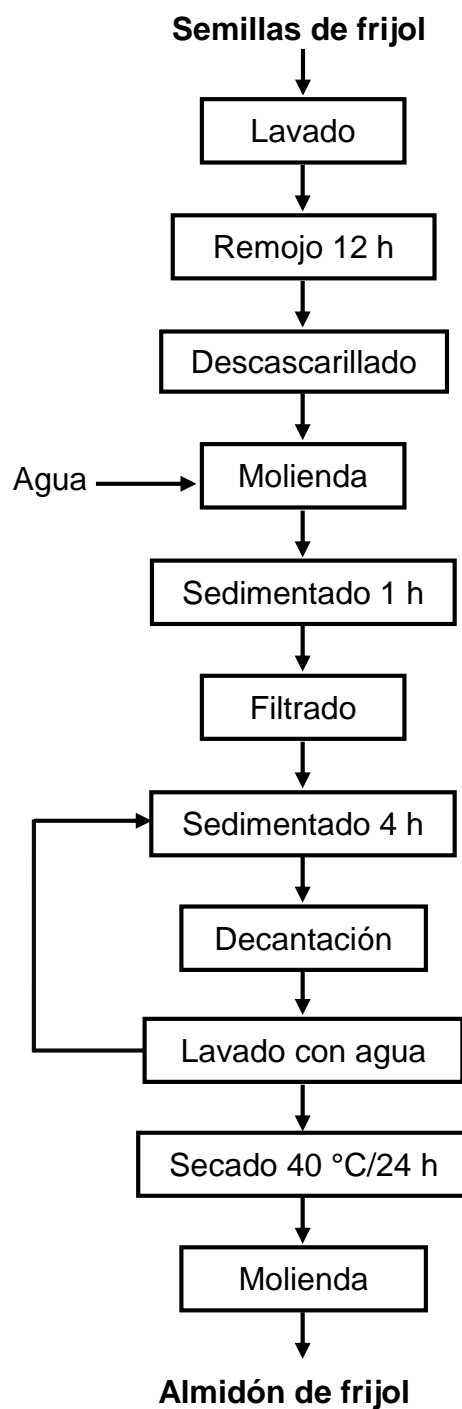 Semillas de frijol
Lavado
Remojo 12 h
Descascarillado
Agua
Molienda
Sedimentado 1 h
Filtrado
Sedimentado 4 h
Decantación
Lavado con agua
Secado 40 °C/24 h
Molienda
Almidón de frijol